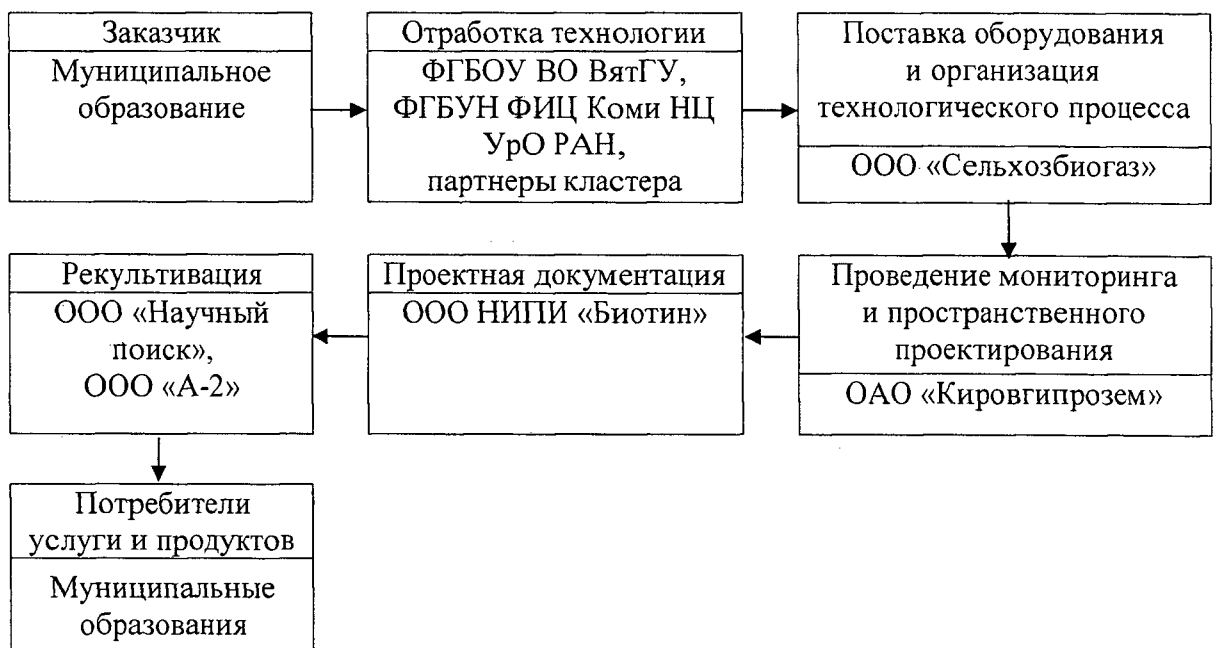 Заказчик
Муниципальное
образование
Отработка технологии
ФГБОУ ВО ВятГУ,
ФГБУН ФИЦ Коми НЦ
УрО РАН,
партнеры кластера
Поставка оборудования
и организация
технологического процесса
ООО «Сельхозбиогаз»
Проведение мониторинга
и пространственного
проектирования
ОАО «Кировгипрозем»
Проектная документация
ООО НИПИ «Биотин»
Рекультивация
ООО «Научный
поиск»,
ООО «А-2»
Потребители
услуги и продуктов
Муниципальные
образования